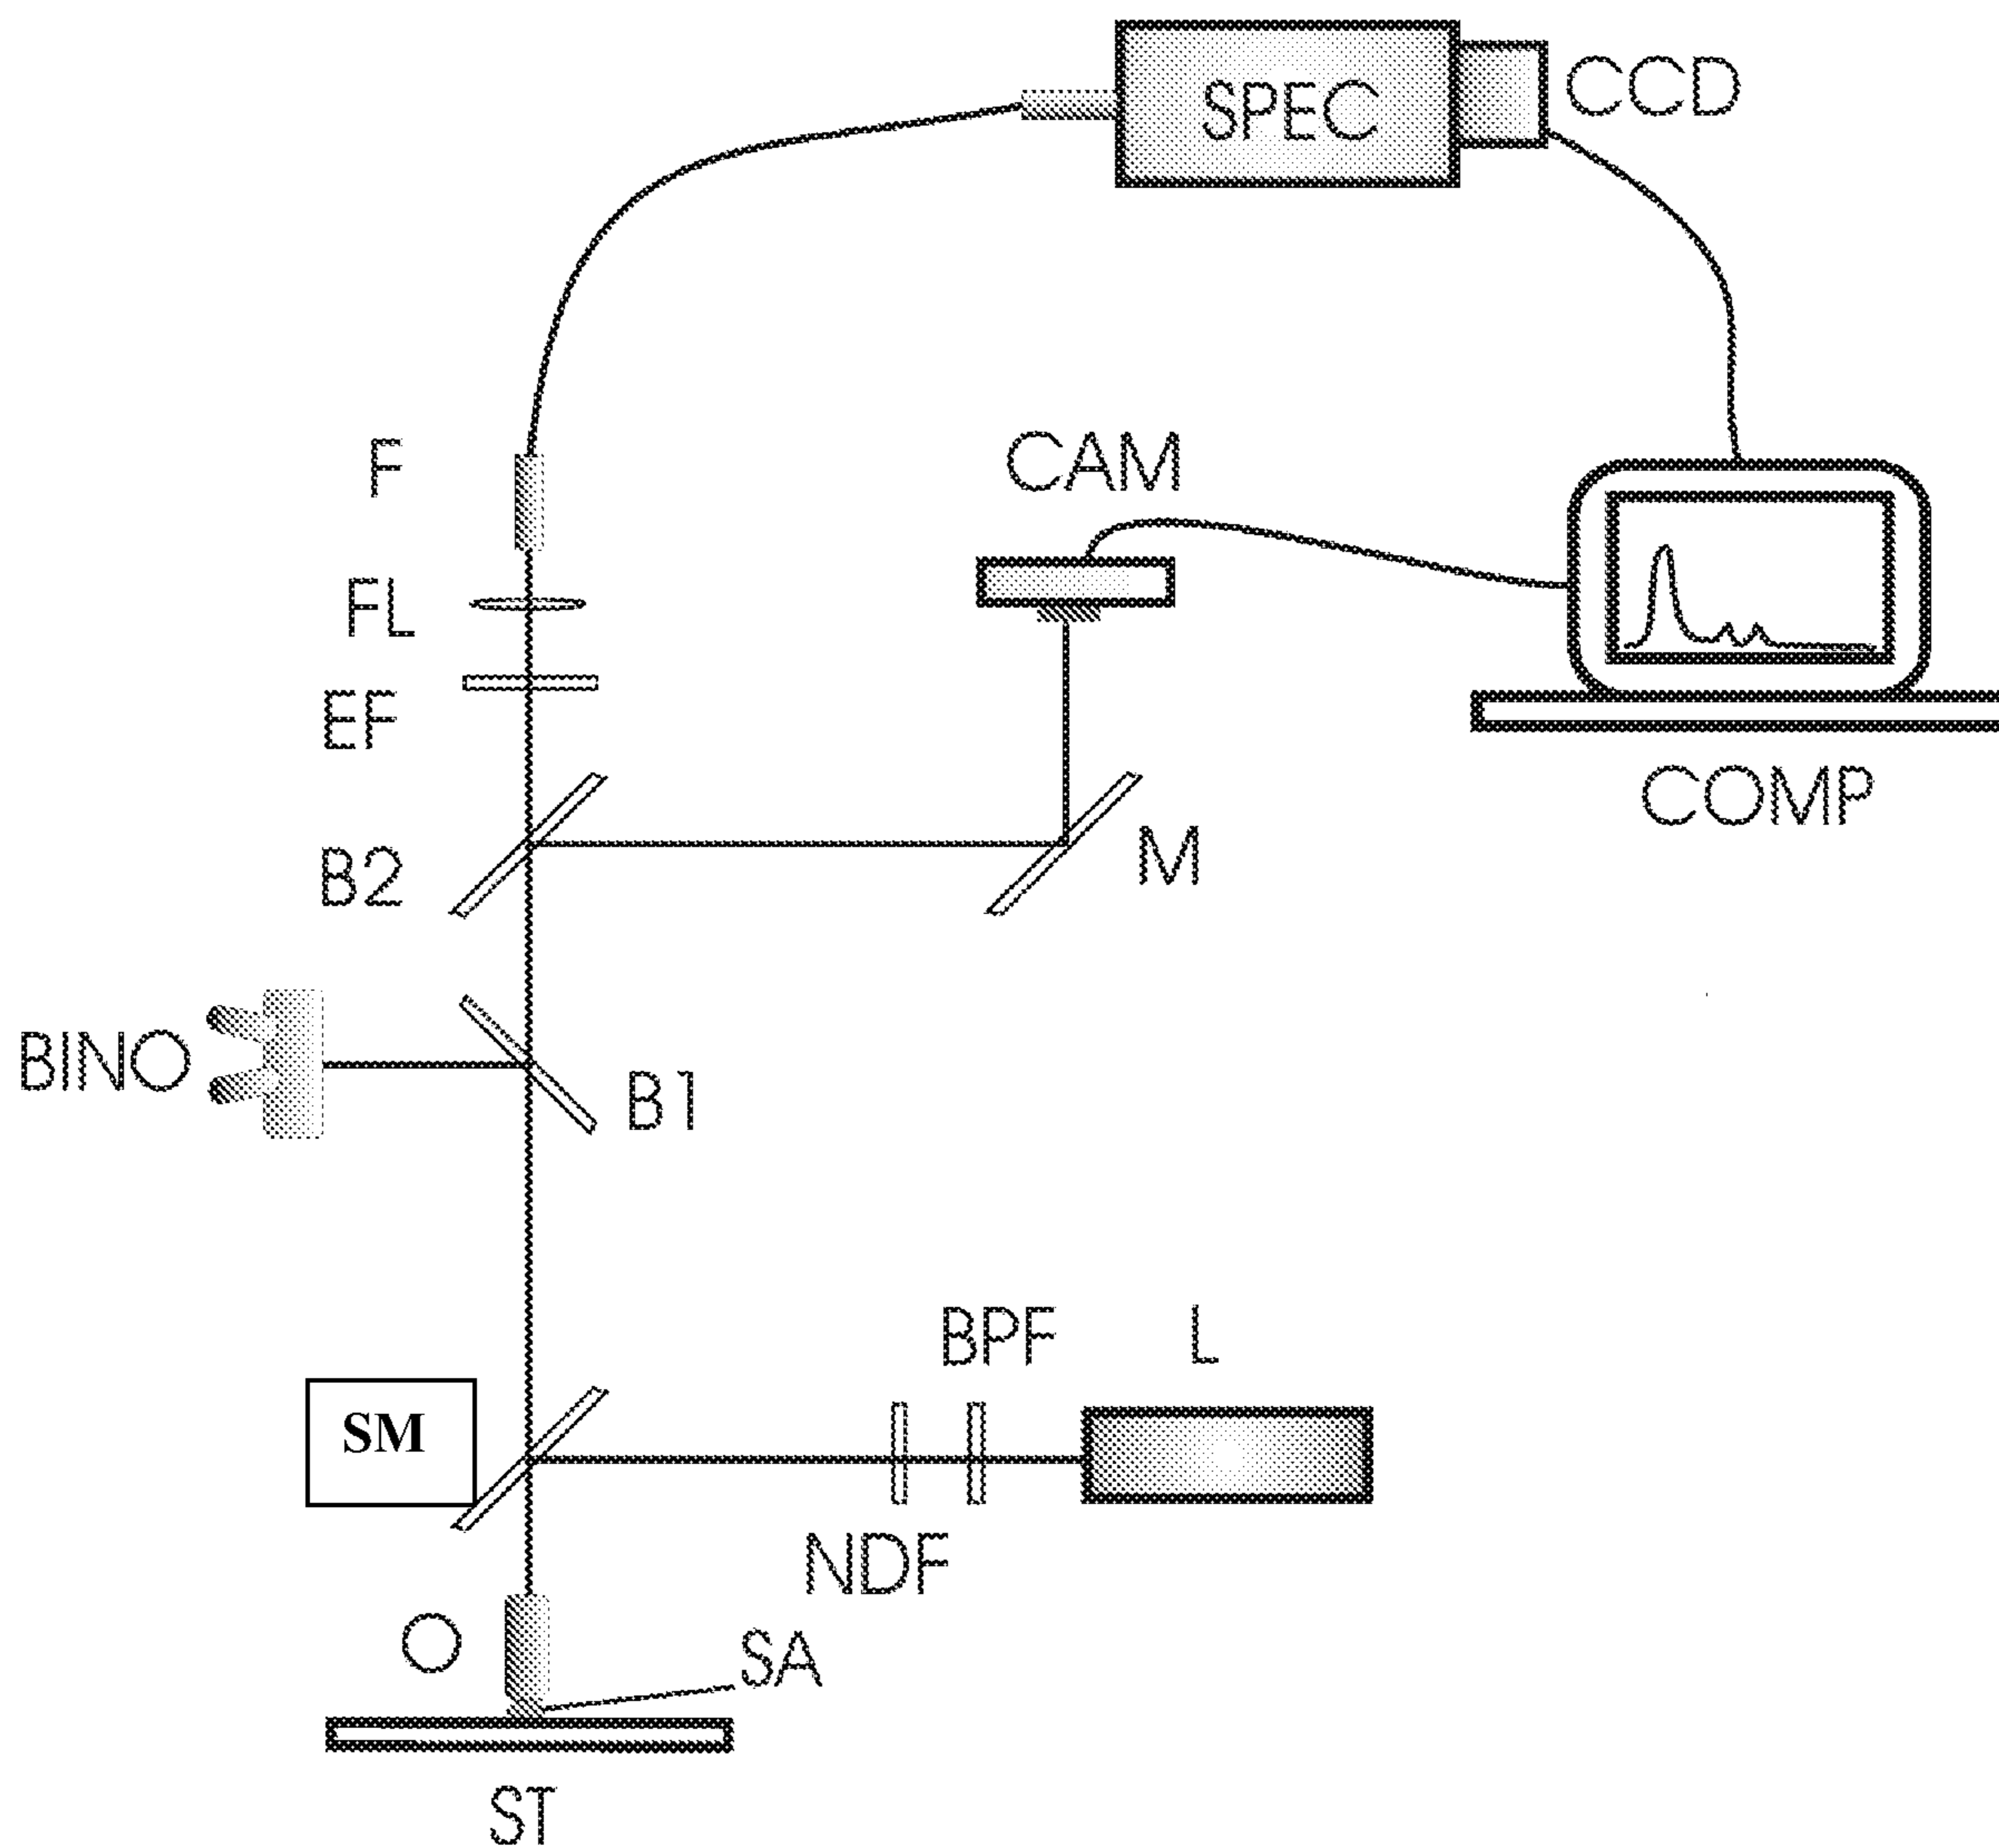 SPEC
CCD
F
CAM
FL
EF
COMP
B2
M
BINO
B1
BPF
L
SM
NDF
O
SA
ST